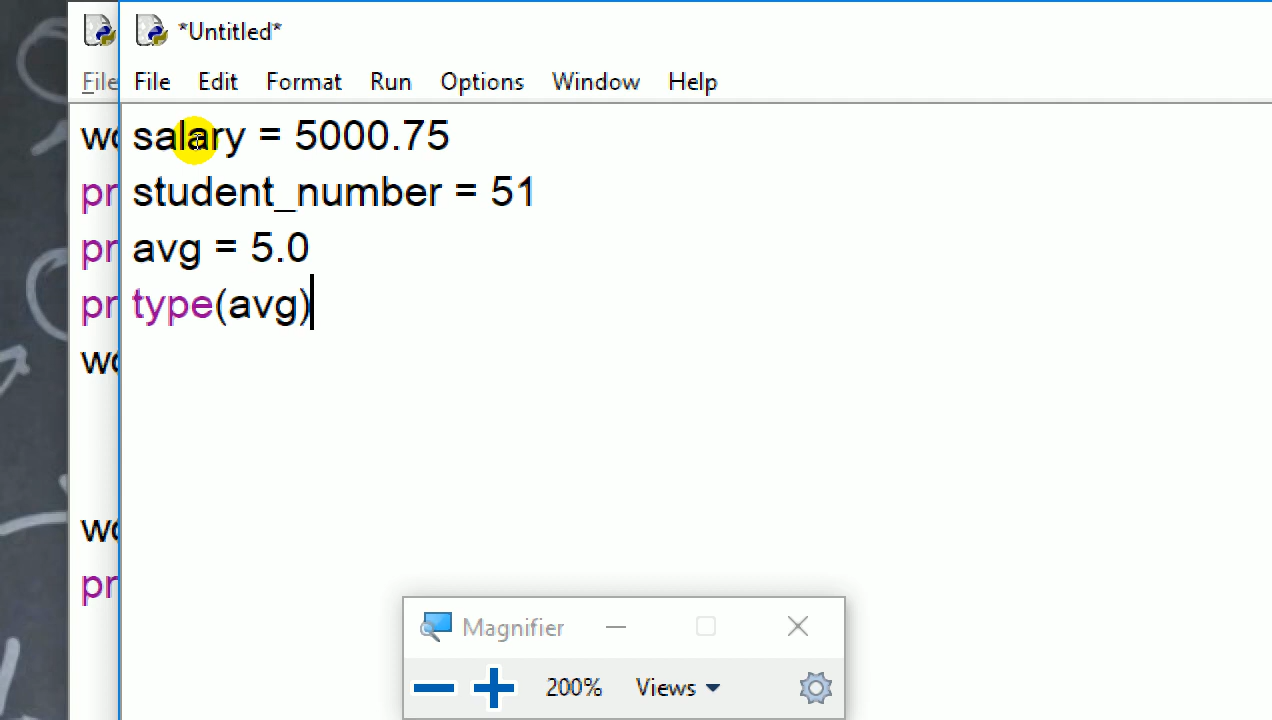 *Untitled*
File
File Edit Format Run Options Window Help
salary = 5000.75
student_number = 51
avg = 5.0
type(avg)
Magnifier
200% Views